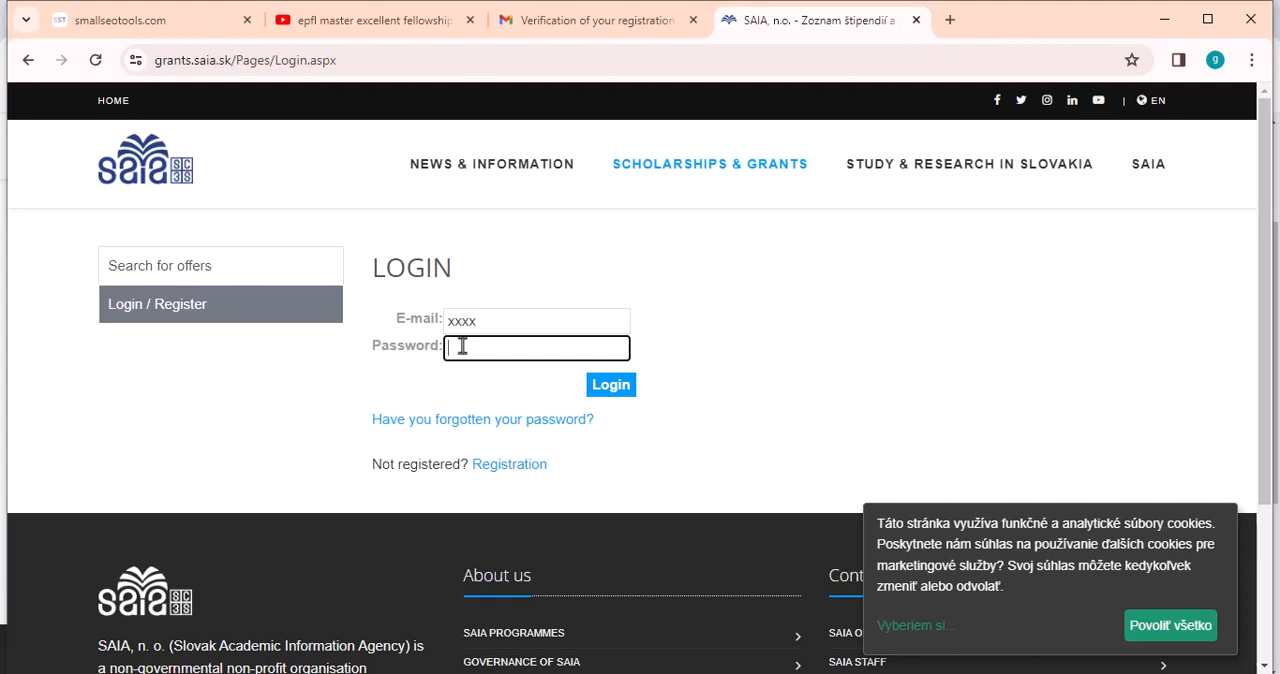 smallseotools.com
epfl master excellent fellowship
Verification of your registration
SAIA, n.o. - Zoznam štipendií a
grants.saia.sk/Pages/Login.aspx
g
HOME
| EN
saia
NEWS & INFORMATION
SCHOLARSHIPS & GRANTS
STUDY & RESEARCH IN SLOVAKIA
SAIA
Search for offers
Login / Register
LOGIN
E-mail:
xxxx
Password:
Login
Have you forgotten your password?
Not registered? Registration
Táto stránka využíva funkčné a analytické súbory cookies.
Poskytnete nám súhlas na používanie ďalších cookies pre
marketingové služby? Svoj súhlas môžete kedykoľvek
zmeniť alebo odvolať.
Vyberiem si...
Povoliť všetko
saia
SAIA, n. o. (Slovak Academic Information Agency) is
a non-governmental non-profit organisation
About us
SAIA PROGRAMMES
GOVERNANCE OF SAIA
Cont
SAIA O
SAIA STAFF